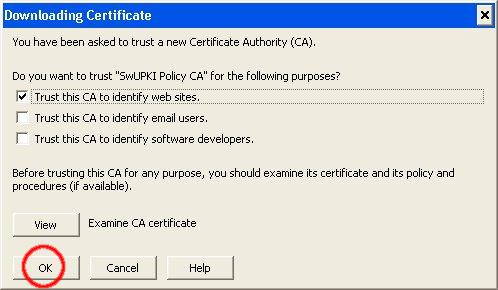 Downloading Certificate
You have been asked to trust a new Certificate Authority (CA).
Do you want to trust "SwUPKI Policy CA" for the following purposes?
Trust this CA to identify web sites.
Trust this CA to identify email users.
Trust this CA to identify software developers.
Before trusting this CA for any purpose, you should examine its certificate and its policy and
procedures (if available).
View Examine CA certificate
OK Cancel Help